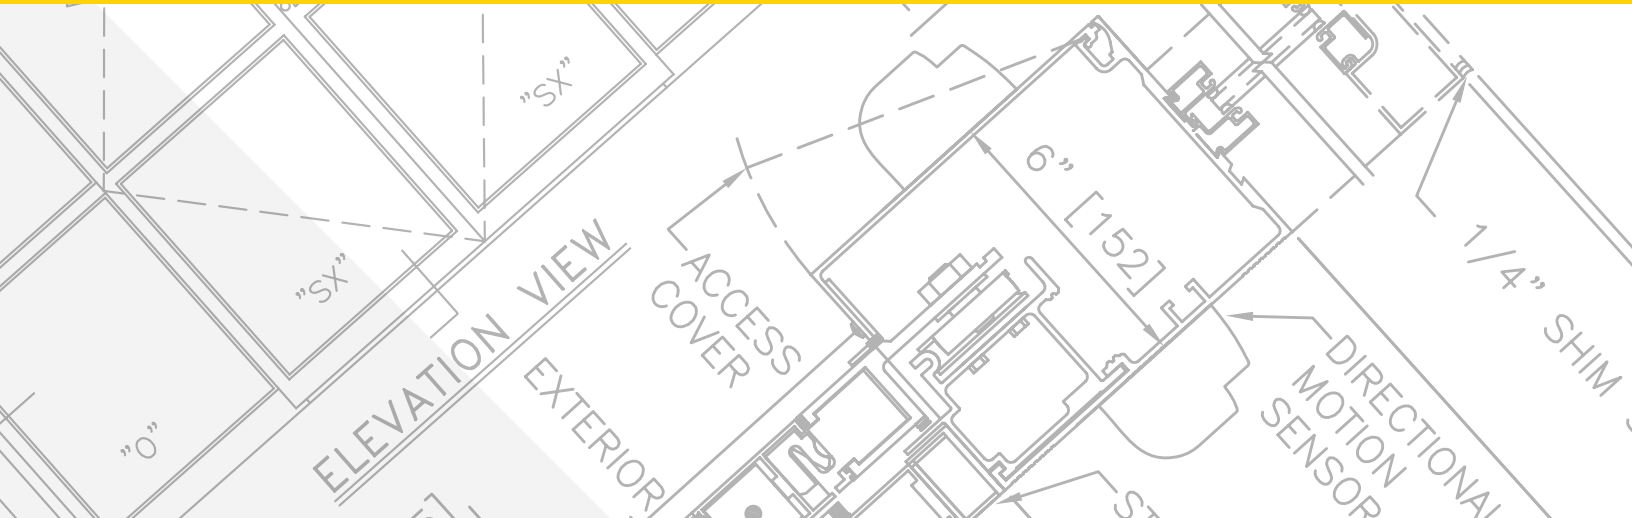 "SX"
"SX"
"O"
ELEVATION VIEW
6" [152]
ACCESS
COVER
EXTERIOR
1/4" SHIM
DIRECTIONAL
MOTION
SENSOR